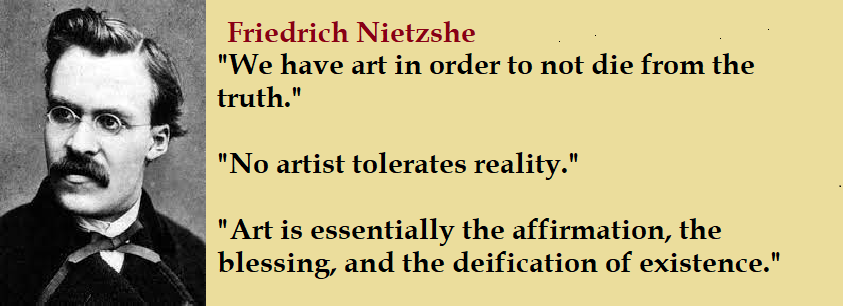 Friedrich Nietzshe
"We have art in order to not die from the
truth."
"No artist tolerates reality."
"Art is essentially the affirmation, the
blessing, and the deification of existence."